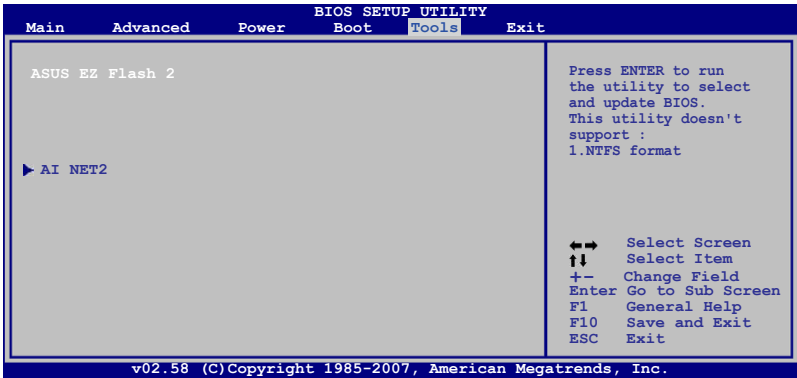 BIOS SETUP UTILITY
Main Advanced Power Boot Tools Exit
ASUS EZ Flash 2
AI NET2
Press ENTER to run
the utility to select
and update BIOS.
This utility doesn't
support :
1.NTFS format
←→ Select Screen
↑↓ Select Item
+- Change Field
Enter Go to Sub Screen
F1 General Help
F10 Save and Exit
ESC Exit
v02.58 (C)Copyright 1985-2007, American Megatrends, Inc.